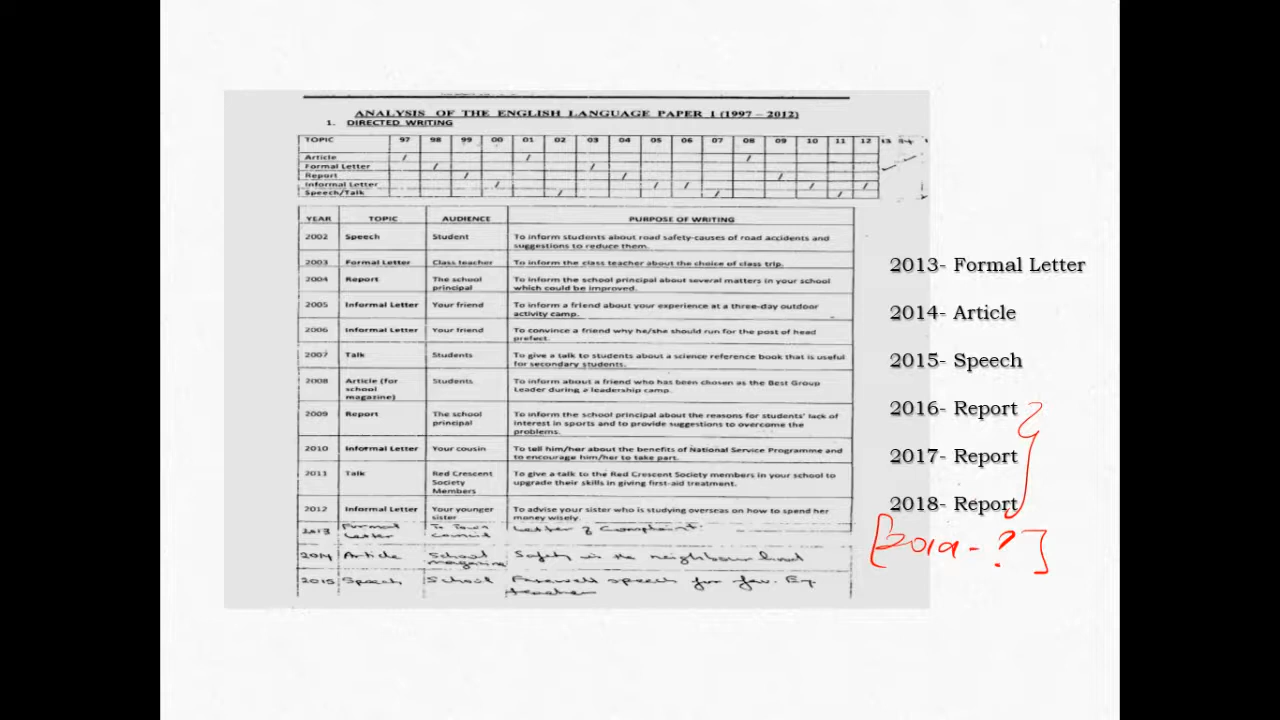 ANALYSIS OF THE ENGLISH LANGUAGE PAPER 1 (1997 – 2012)
1. DIRECTED WRITING
TOPIC 97 98 99 00 01 02 03 04 05 06 07 08 09 10 11 12 13
Article / / /
Formal Letter / /
Report / / /
Informal Letter / / / / /
Speech/Talk / / /
YEAR TOPIC AUDIENCE PURPOSE OF WRITING
2002 Speech Student To inform students about road safety-causes of road accidents and
suggestions to reduce them.
2003 Formal Letter Class teacher To inform the class teacher about the choice of class trip.
2004 Report The school To inform the school principal about several matters in your school
principal which could be improved.
2005 Informal Letter Your friend To inform a friend about your experience at a three-day outdoor
activity camp.
2006 Informal Letter Your friend To convince a friend why he/she should run for the post of head
prefect.
2007 Talk Students To give a talk to students about a science reference book that is useful
for secondary students.
2008 Article (for Students To inform about a friend who has been chosen as the Best Group
school Leader during a leadership camp.
magazine)
2009 Report The school To inform the school principal about the reasons for students' lack of
principal interest in sports and to provide suggestions to overcome the
problems.
2010 Informal Letter Your cousin To tell him/her about the benefits of National Service Programme and
to encourage him/her to take part.
2011 Talk Red Crescent To give a talk to the Red Crescent Society members in your school to
Society upgrade their skills in giving first-aid treatment.
Members
2012 Informal Letter Your younger To advise your sister who is studying overseas on how to spend her
sister money wisely.
2013 Formal To Town Letter of Complaint.
Letter Council
2014 Article School Safety in the neighbourhood
magazine
2015 Speech School Farewell speech for fav. Eng.
teacher
2013- Formal Letter
2014- Article
2015- Speech
2016- Report
2017- Report
2018- Report
[2019 - ?]